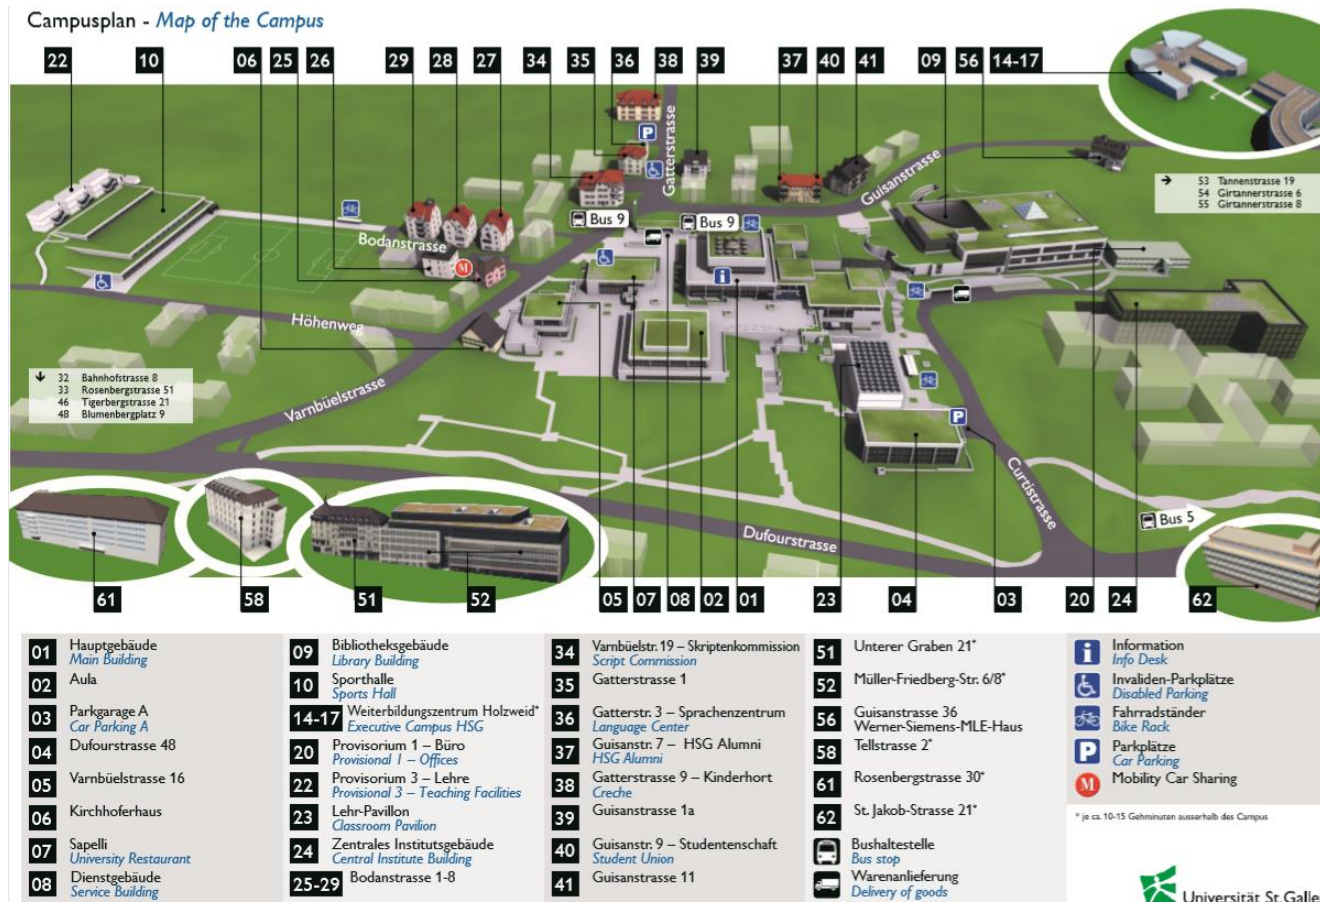 Campusplan - Map of the Campus
22 10 06 25 26 29 28 27 34 35 36 38 39 37 40 41 09 56 14-17
P
Gatterstrasse
Guisanstrasse
→ 53 Tannenstrasse 19
54 Girtannerstrasse 6
55 Girtannerstrasse 8
Bus 9
Bus 9
Bodanstrasse
M
i
Höhenweg
Varnbüelstrasse
↓ 32 Bahnhofstrasse 8
33 Rosenbergstrasse 51
46 Tigerbergstrasse 21
48 Blumenbergplatz 9
P
Curtistrasse
Dufourstrasse
Bus 5
61 58 51 52 05 07 08 02 01 23 04 03 20 24 62
01 Hauptgebäude
Main Building
02 Aula
03 Parkgarage A
Car Parking A
04 Dufourstrasse 48
05 Varnbüelstrasse 16
06 Kirchhoferhaus
07 Sapelli
University Restaurant
08 Dienstgebäude
Service Building
09 Bibliotheksgebäude
Library Building
10 Sporthalle
Sports Hall
14-17 Weiterbildungszentrum Holzweid*
Executive Campus HSG
20 Provisorium 1 – Büro
Provisional 1 – Offices
22 Provisorium 3 – Lehre
Provisional 3 – Teaching Facilities
23 Lehr-Pavillon
Classroom Pavilion
24 Zentrales Institutsgebäude
Central Institute Building
25-29 Bodanstrasse 1-8
34 Varnbüelstr. 19 – Skriptenkommission
Script Commission
35 Gatterstrasse 1
36 Gatterstr. 3 – Sprachenzentrum
Language Center
37 Guisanstr. 7 – HSG Alumni
HSG Alumni
38 Gatterstrasse 9 – Kinderhort
Creche
39 Guisanstrasse 1a
40 Guisanstr. 9 – Studentenschaft
Student Union
41 Guisanstrasse 11
51 Unterer Graben 21*
52 Müller-Friedberg-Str. 6/8*
56 Guisanstrasse 36
Werner-Siemens-MLE-Haus
58 Tellstrasse 2*
61 Rosenbergstrasse 30*
62 St. Jakob-Strasse 21*
Bushaltestelle
Bus stop
Warenanlieferung
Delivery of goods
i Information
Info Desk
Invaliden-Parkplätze
Disabled Parking
Fahrradständer
Bike Rack
P Parkplätze
Car Parking
M Mobility Car Sharing
* je ca. 10-15 Gehminuten ausserhalb des Campus
Universität St.Galle